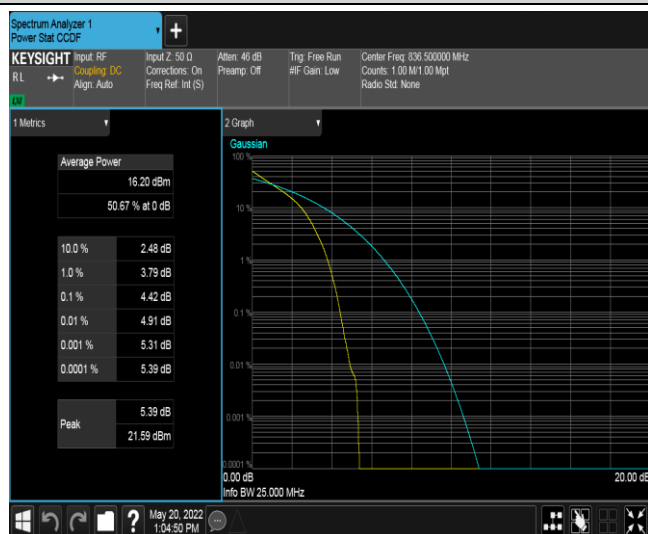 Spectrum Analyzer 1
Power Stat CCDF
+
KEYSIGHT
RL
LXI
Input: RF
Coupling: DC
Align: Auto
Input Z: 50 Ω
Corrections: On
Freq Ref: Int (S)
Atten: 46 dB
Preamp: Off
Trig: Free Run
#IF Gain: Low
Center Freq: 836.500000 MHz
Counts: 1.00 M/1.00 Mpt
Radio Std: None
1 Metrics
Average Power
16.20 dBm
50.67 % at 0 dB
10.0 % 2.48 dB
1.0 % 3.79 dB
0.1 % 4.42 dB
0.01 % 4.91 dB
0.001 % 5.31 dB
0.0001 % 5.39 dB
Peak
5.39 dB
21.59 dBm
2 Graph
Gaussian
100 %
10 %
1 %
0.1 %
0.01 %
0.001 %
0.0001 %
0.00 dB
20.00 dB
Info BW 25.000 MHz
?
May 20, 2022
1:04:50 PM